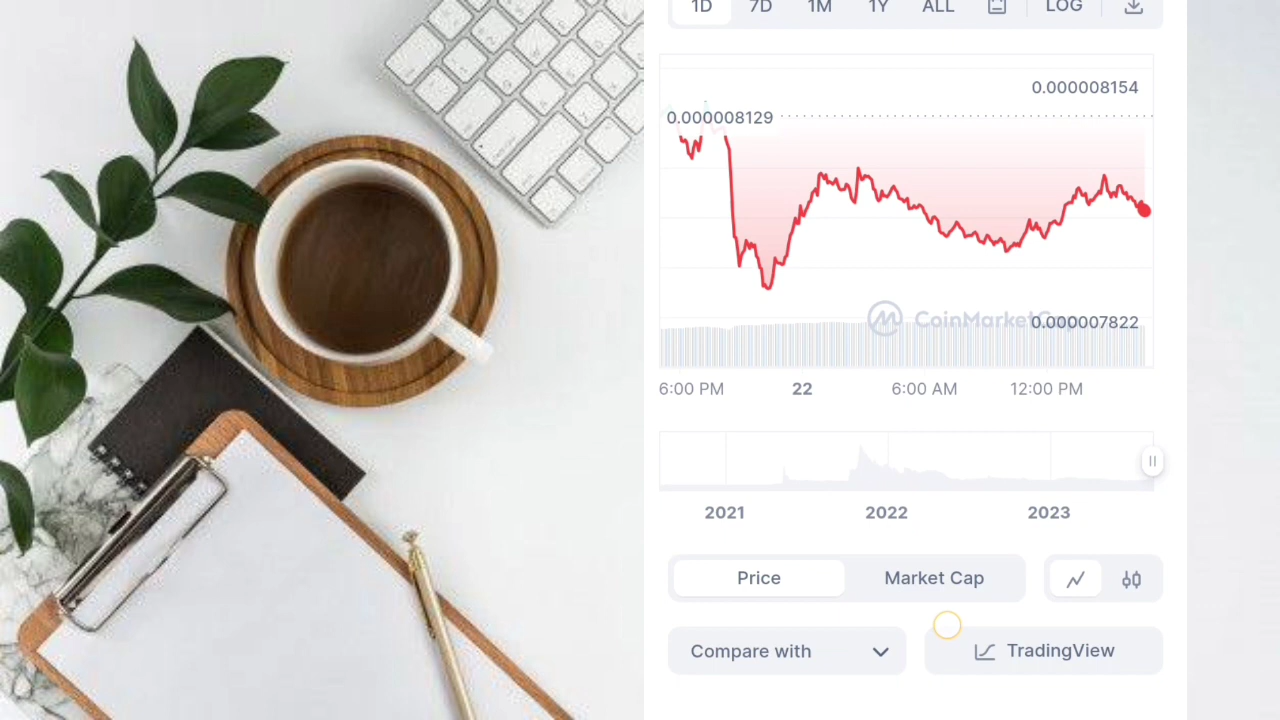 1D 7D 1M 1Y ALL LOG
0.000008154
0.000008129
CoinMarketCap
0.000007822
6:00 PM 22 6:00 AM 12:00 PM
2021 2022 2023
Price Market Cap
Compare with TradingView